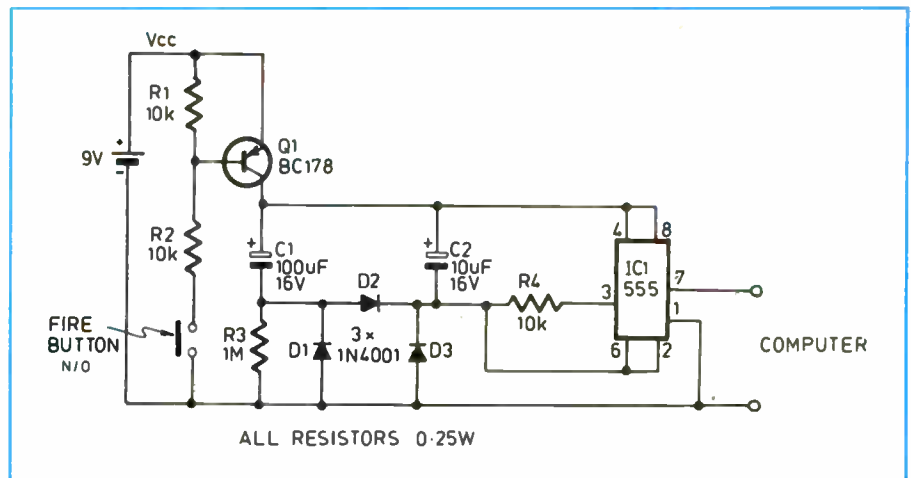 Vcc
R1
10k
Q1
BC178
9V
+
-
R2
10k
+
C1
100uF
16V
+
C2
10uF
16V
4
8
IC1
555
7
3
1
6
2
R4
10k
D2
3×
1N4001
D1
D3
R3
1M
FIRE
BUTTON
N/O
COMPUTER
ALL RESISTORS 0·25W